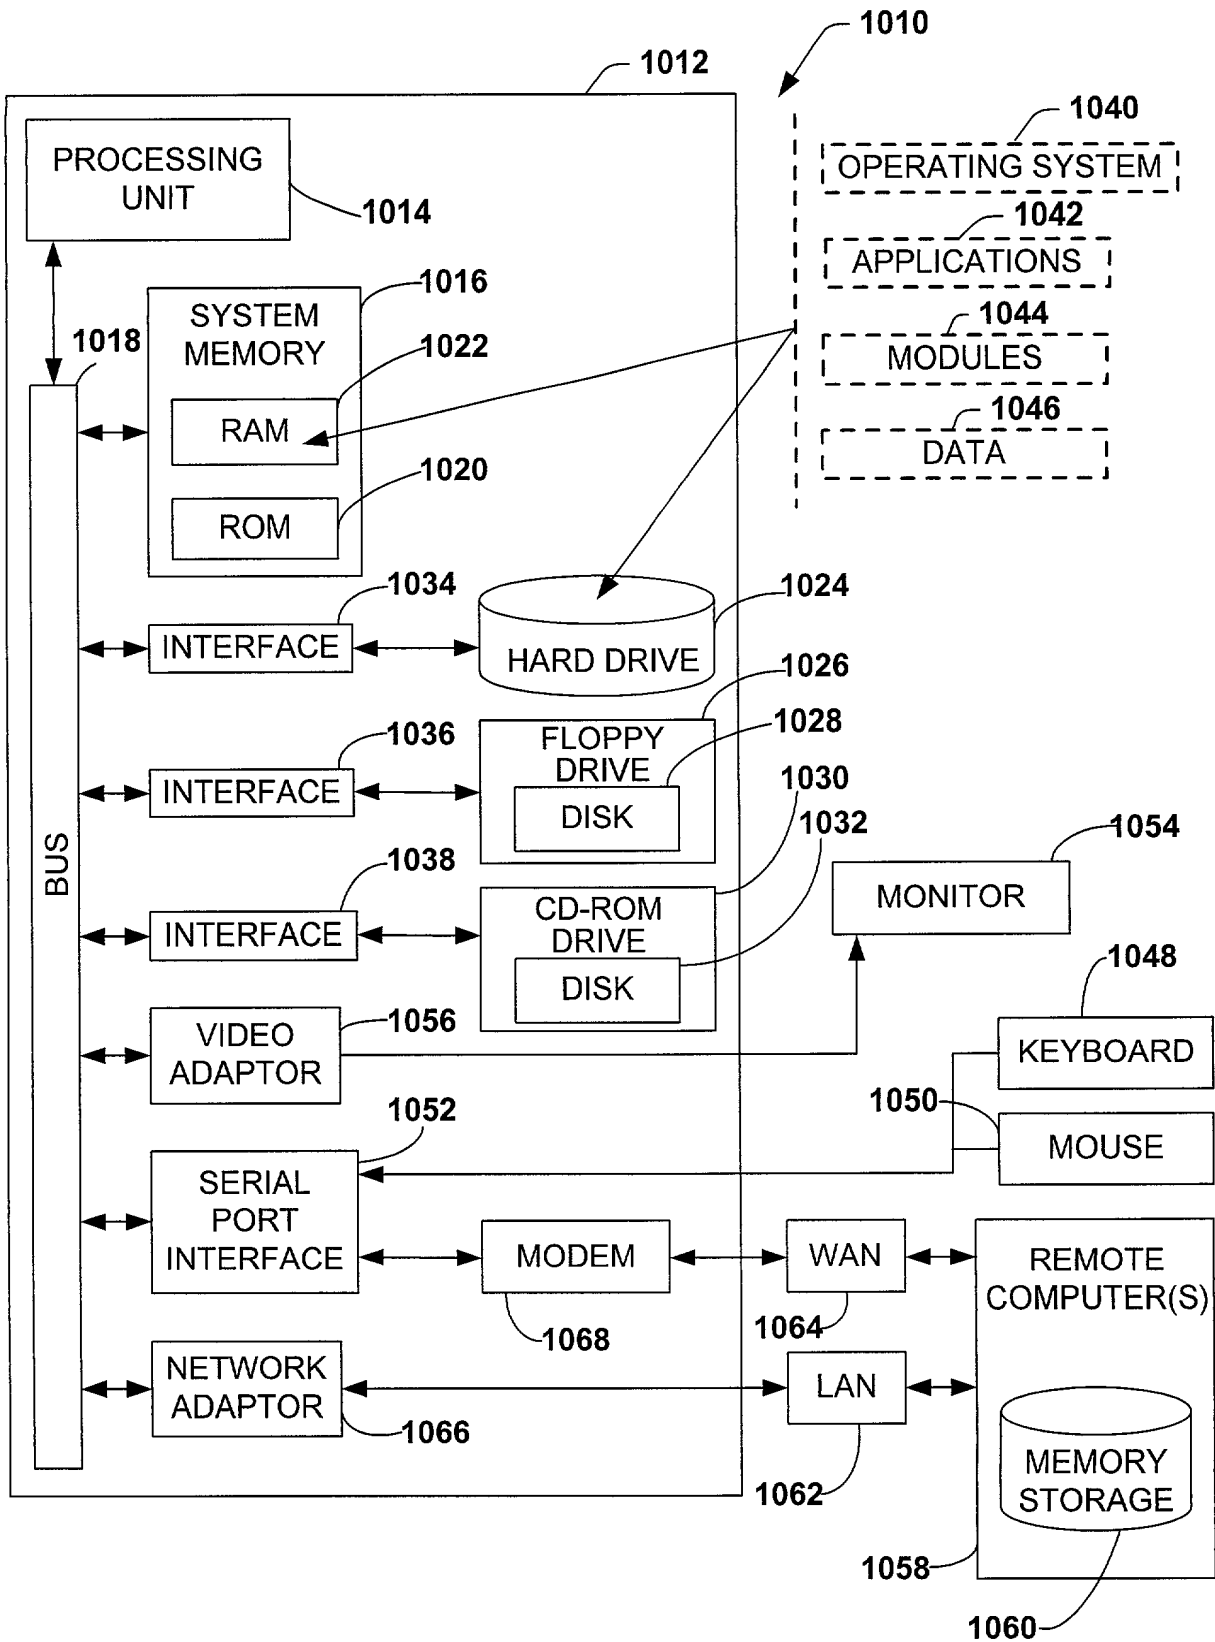 1010
1012
1040
OPERATING SYSTEM
PROCESSING
UNIT
1014
1042
APPLICATIONS
1016
SYSTEM
MEMORY
1018
1022
RAM
1044
MODULES
1046
DATA
1020
ROM
1034
INTERFACE
1024
HARD DRIVE
1026
1036
INTERFACE
FLOPPY
DRIVE
1028
DISK
1030
1032
1038
INTERFACE
CD-ROM
DRIVE
DISK
BUS
1054
MONITOR
1048
KEYBOARD
1056
VIDEO
ADAPTOR
1050
MOUSE
1052
SERIAL
PORT
INTERFACE
MODEM
1068
WAN
1064
REMOTE
COMPUTER(S)
NETWORK
ADAPTOR
1066
LAN
1062
MEMORY
STORAGE
1058
1060